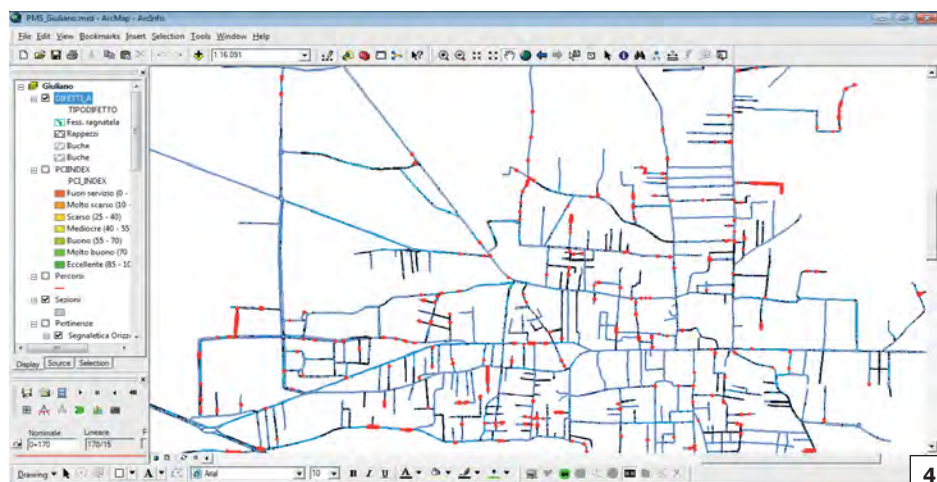 PMS_Giuliano.mxd - ArcMap - ArcInfo
File Edit View Bookmarks Insert Selection Tools Window Help
1:16.091
Giuliano
DIFETTI_A
TIPODIFETTO
Fess. ragnatela
Rappezzi
Buche
Buche
PCIINDEX
PCI_INDEX
Fuori servizio (0 -
Molto scarso (10 -
Scarso (25 - 40)
Mediocre (40 - 55
Buono (55 - 70)
Molto buono (70
Eccellente (85 - 10
Percorsi
Sezioni
Pertinenze
Segnaletica Orizz
Display Source Selection
Nominale Lineare F
0+170 170/15
Drawing A Arial 10 B I U A
4